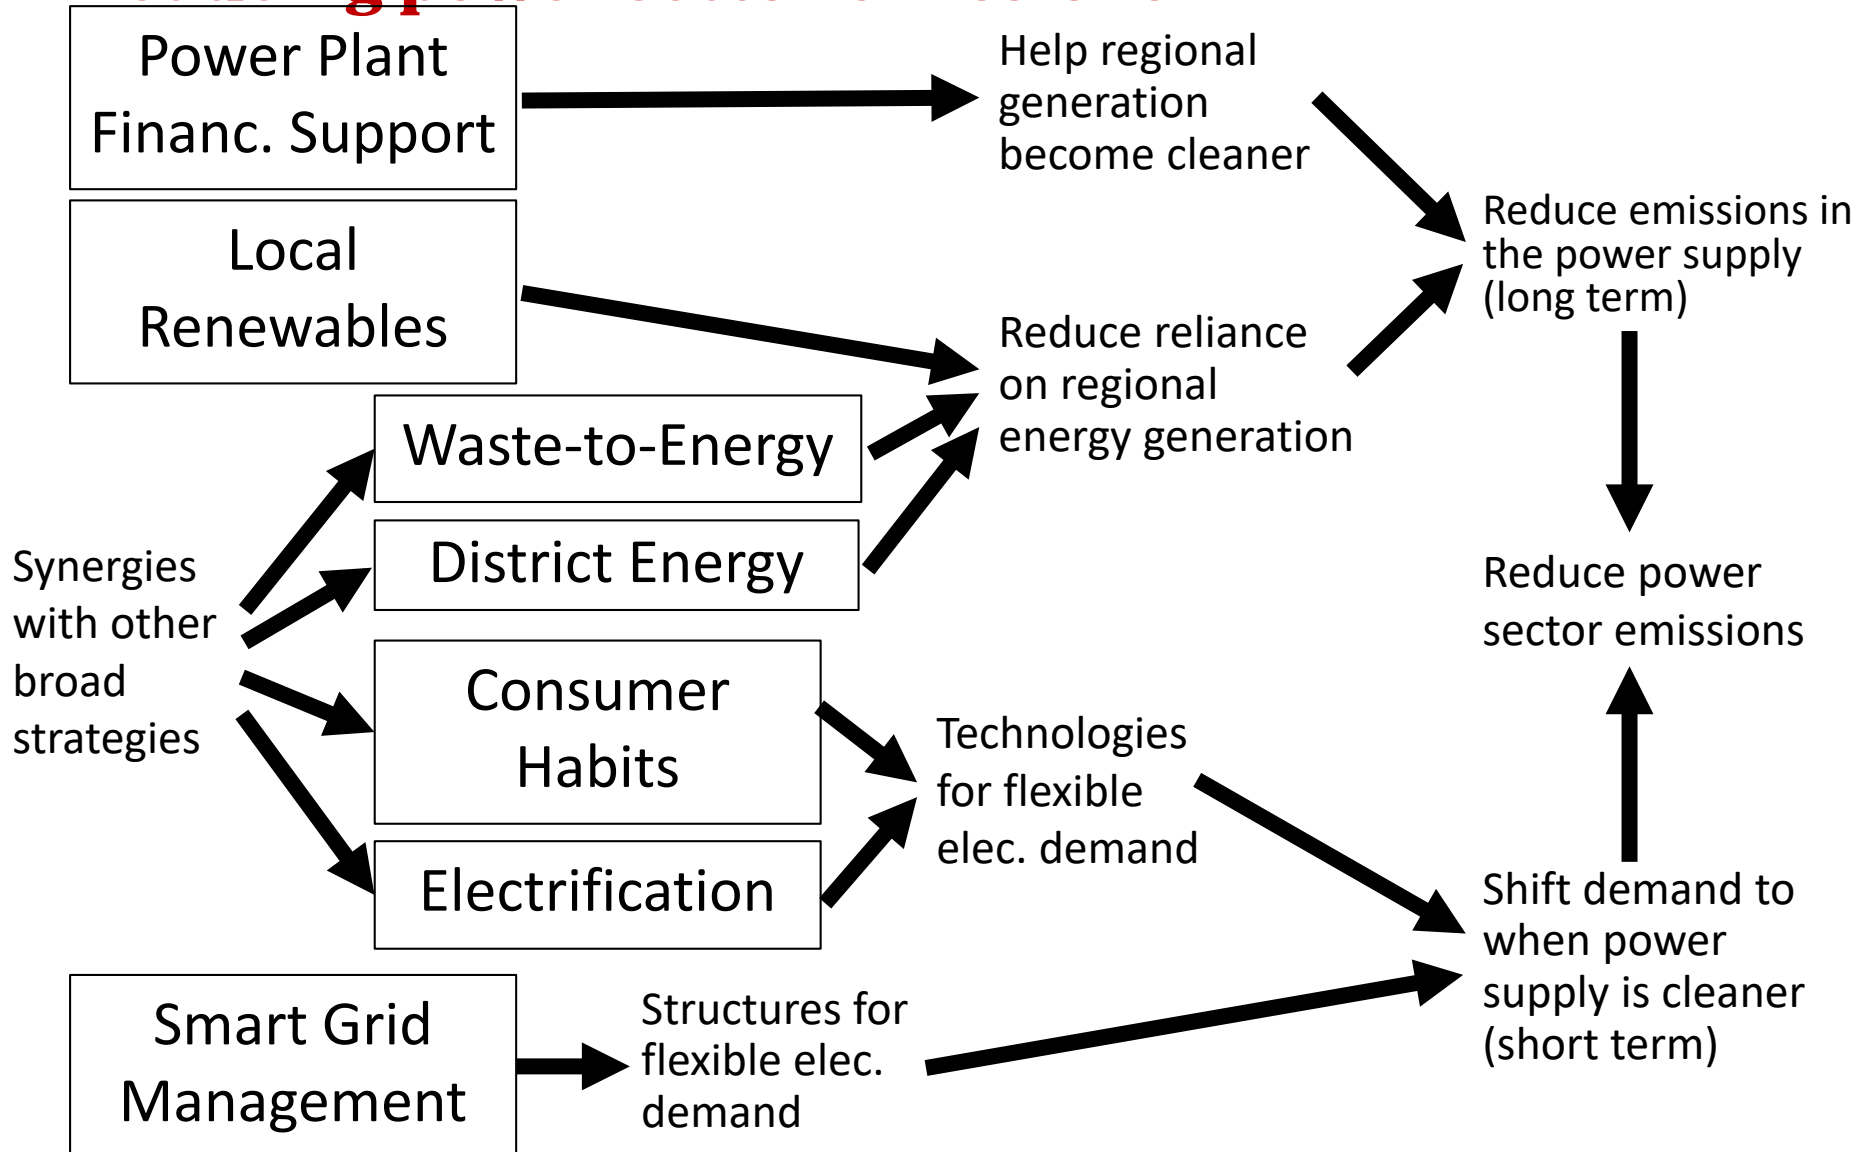 Power Plant
Financ. Support
Help regional
generation
become cleaner
Local
Renewables
Reduce emissions in
the power supply
(long term)
Reduce reliance
on regional
energy generation
Waste-to-Energy
District Energy
Synergies
with other
broad
strategies
Reduce power
sector emissions
Consumer
Habits
Technologies
for flexible
elec. demand
Electrification
Shift demand to
when power
supply is cleaner
(short term)
Smart Grid
Management
Structures for
flexible elec.
demand